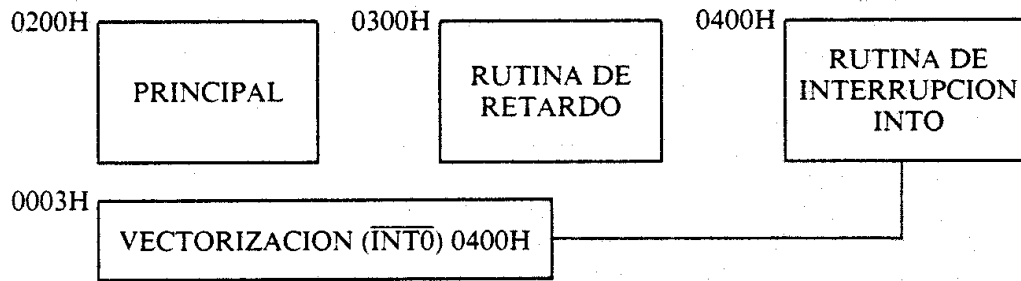 0200H
PRINCIPAL
0300H
RUTINA DE
RETARDO
0400H
RUTINA DE
INTERRUPCION
INTO
0003H
VECTORIZACION (INT0) 0400H